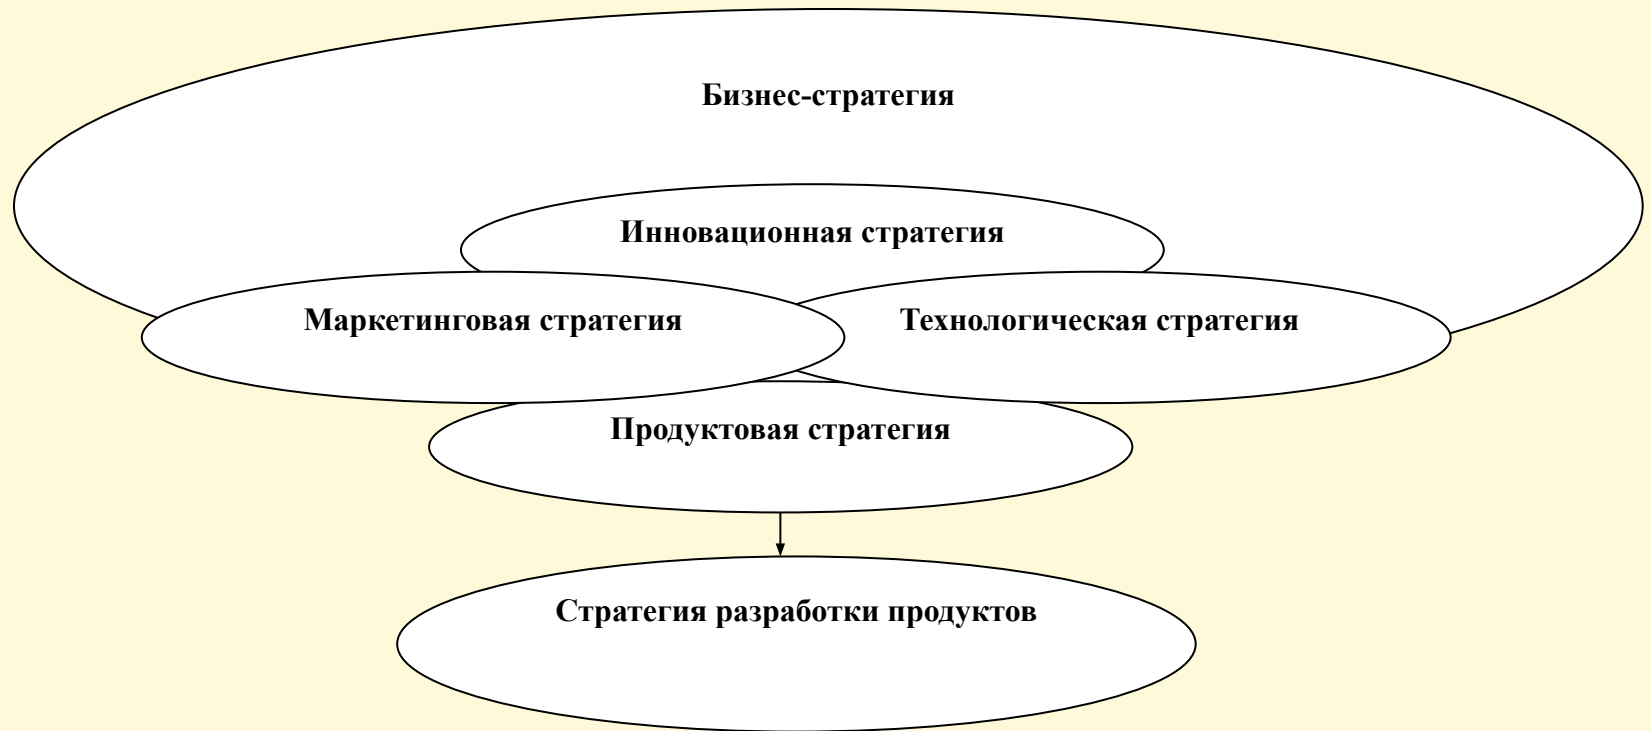 Бизнес-стратегия
Инновационная стратегия
Маркетинговая стратегия
Технологическая стратегия
Продуктовая стратегия
Стратегия разработки продуктов